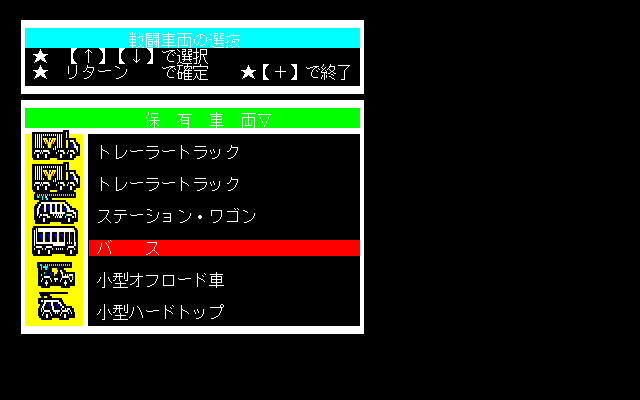 戦闘車両の選抜
★ 【↑】【↓】で選択
★ リターン で確定 ★【＋】で終了
保 有 車 両▽
トレーラートラック
トレーラートラック
ステーション・ワゴン
バ ス
小型オフロード車
小型ハードトップ